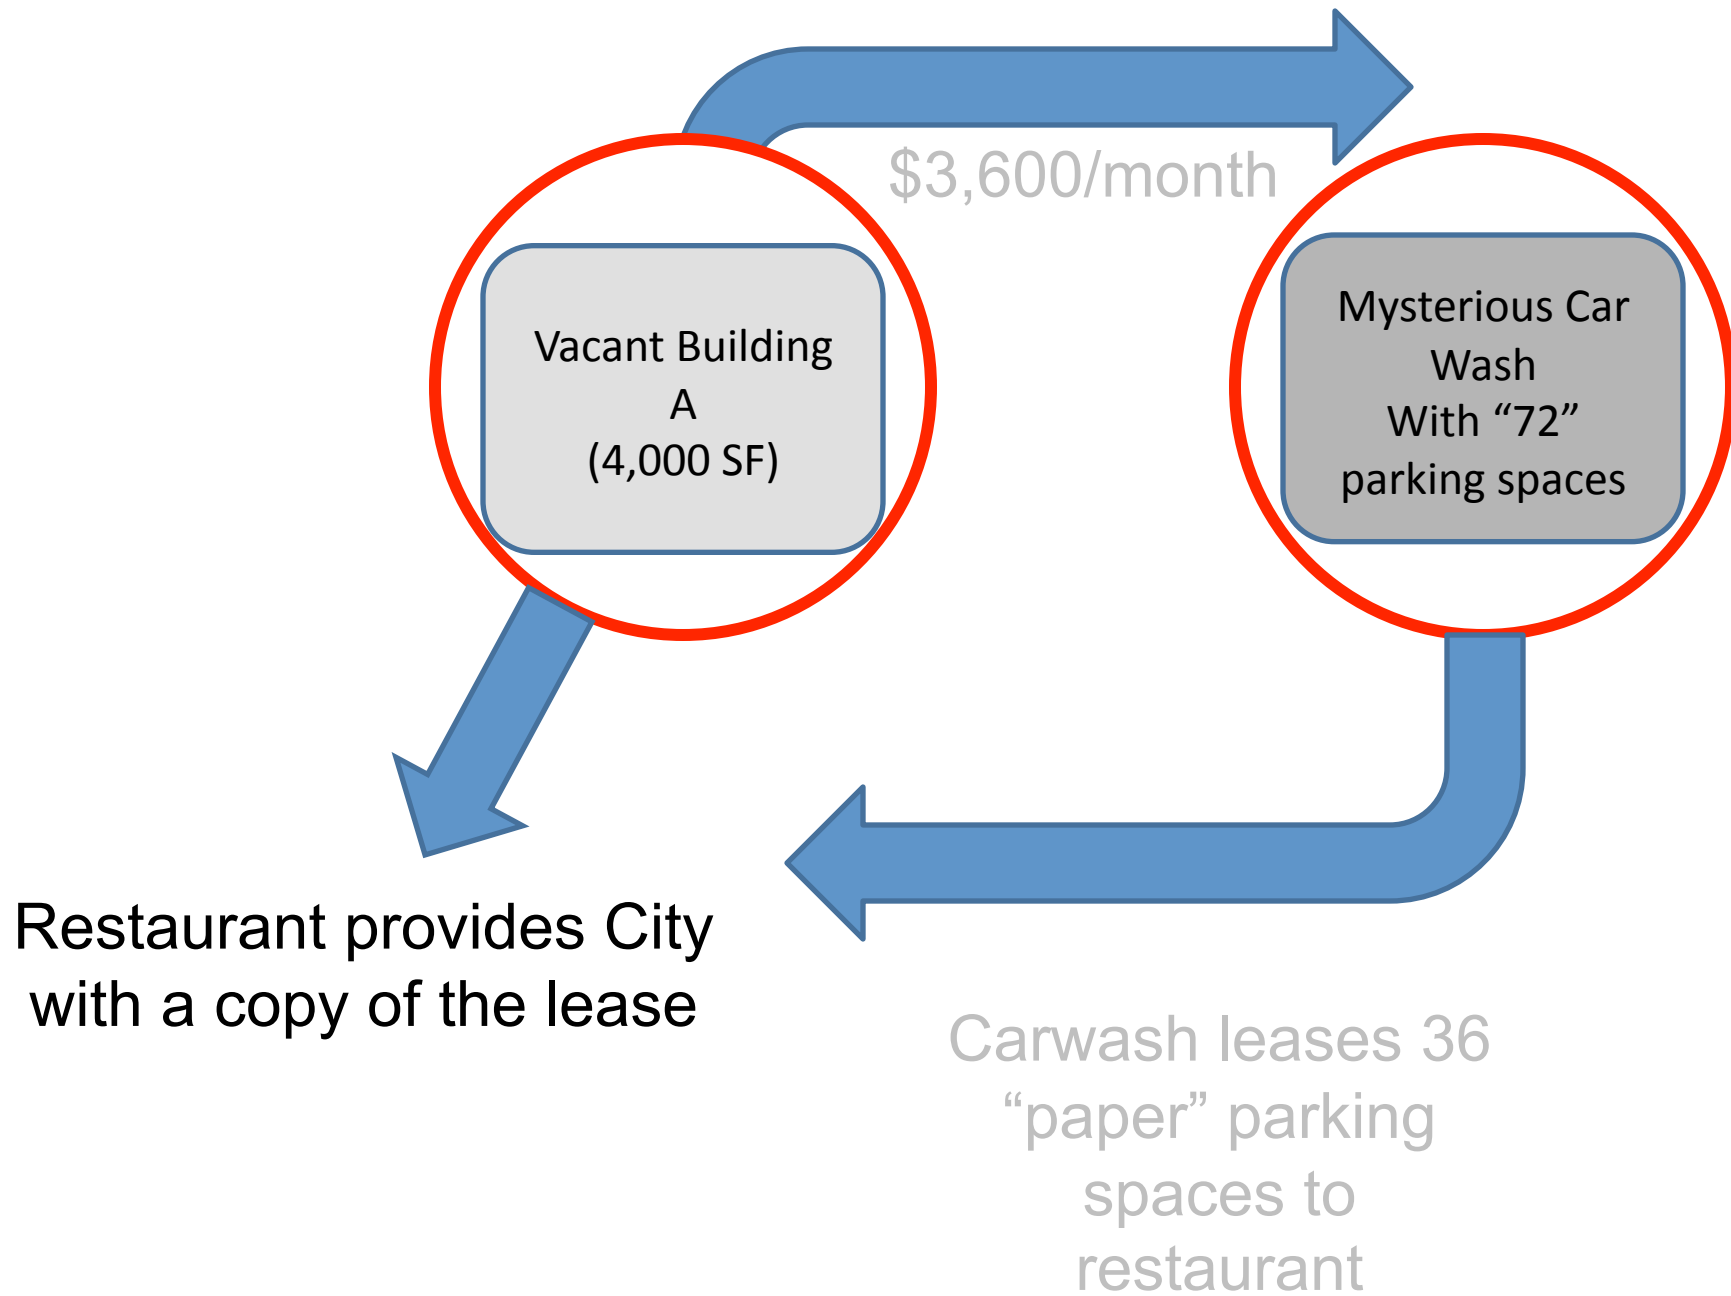 $3,600/month
Vacant Building
A
(4,000 SF)
Mysterious Car
Wash
With “72”
parking spaces
Restaurant provides City
with a copy of the lease
Carwash leases 36
“paper” parking
spaces to
restaurant